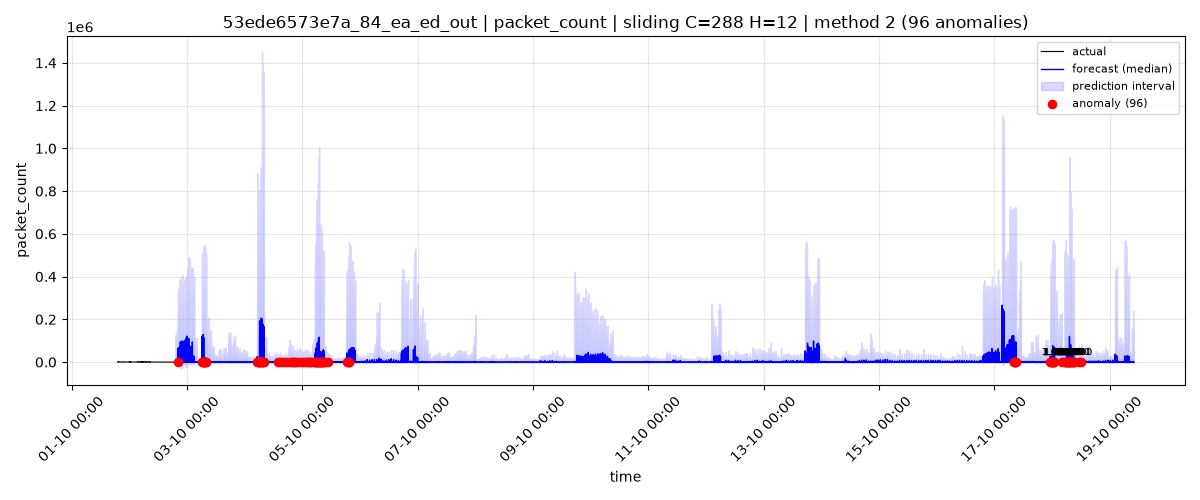 53ede6573e7a_84_ea_ed_out | packet_count | sliding C=288 H=12 | method 2 (96 anomalies)
1e6
actual
forecast (median)
prediction interval
anomaly (96)
1.4
1.2
1.0
0.8
0.6
0.4
0.2
0.0
packet_count
01-10 00:00
03-10 00:00
05-10 00:00
07-10 00:00
09-10 00:00
11-10 00:00
13-10 00:00
15-10 00:00
17-10 00:00
19-10 00:00
time